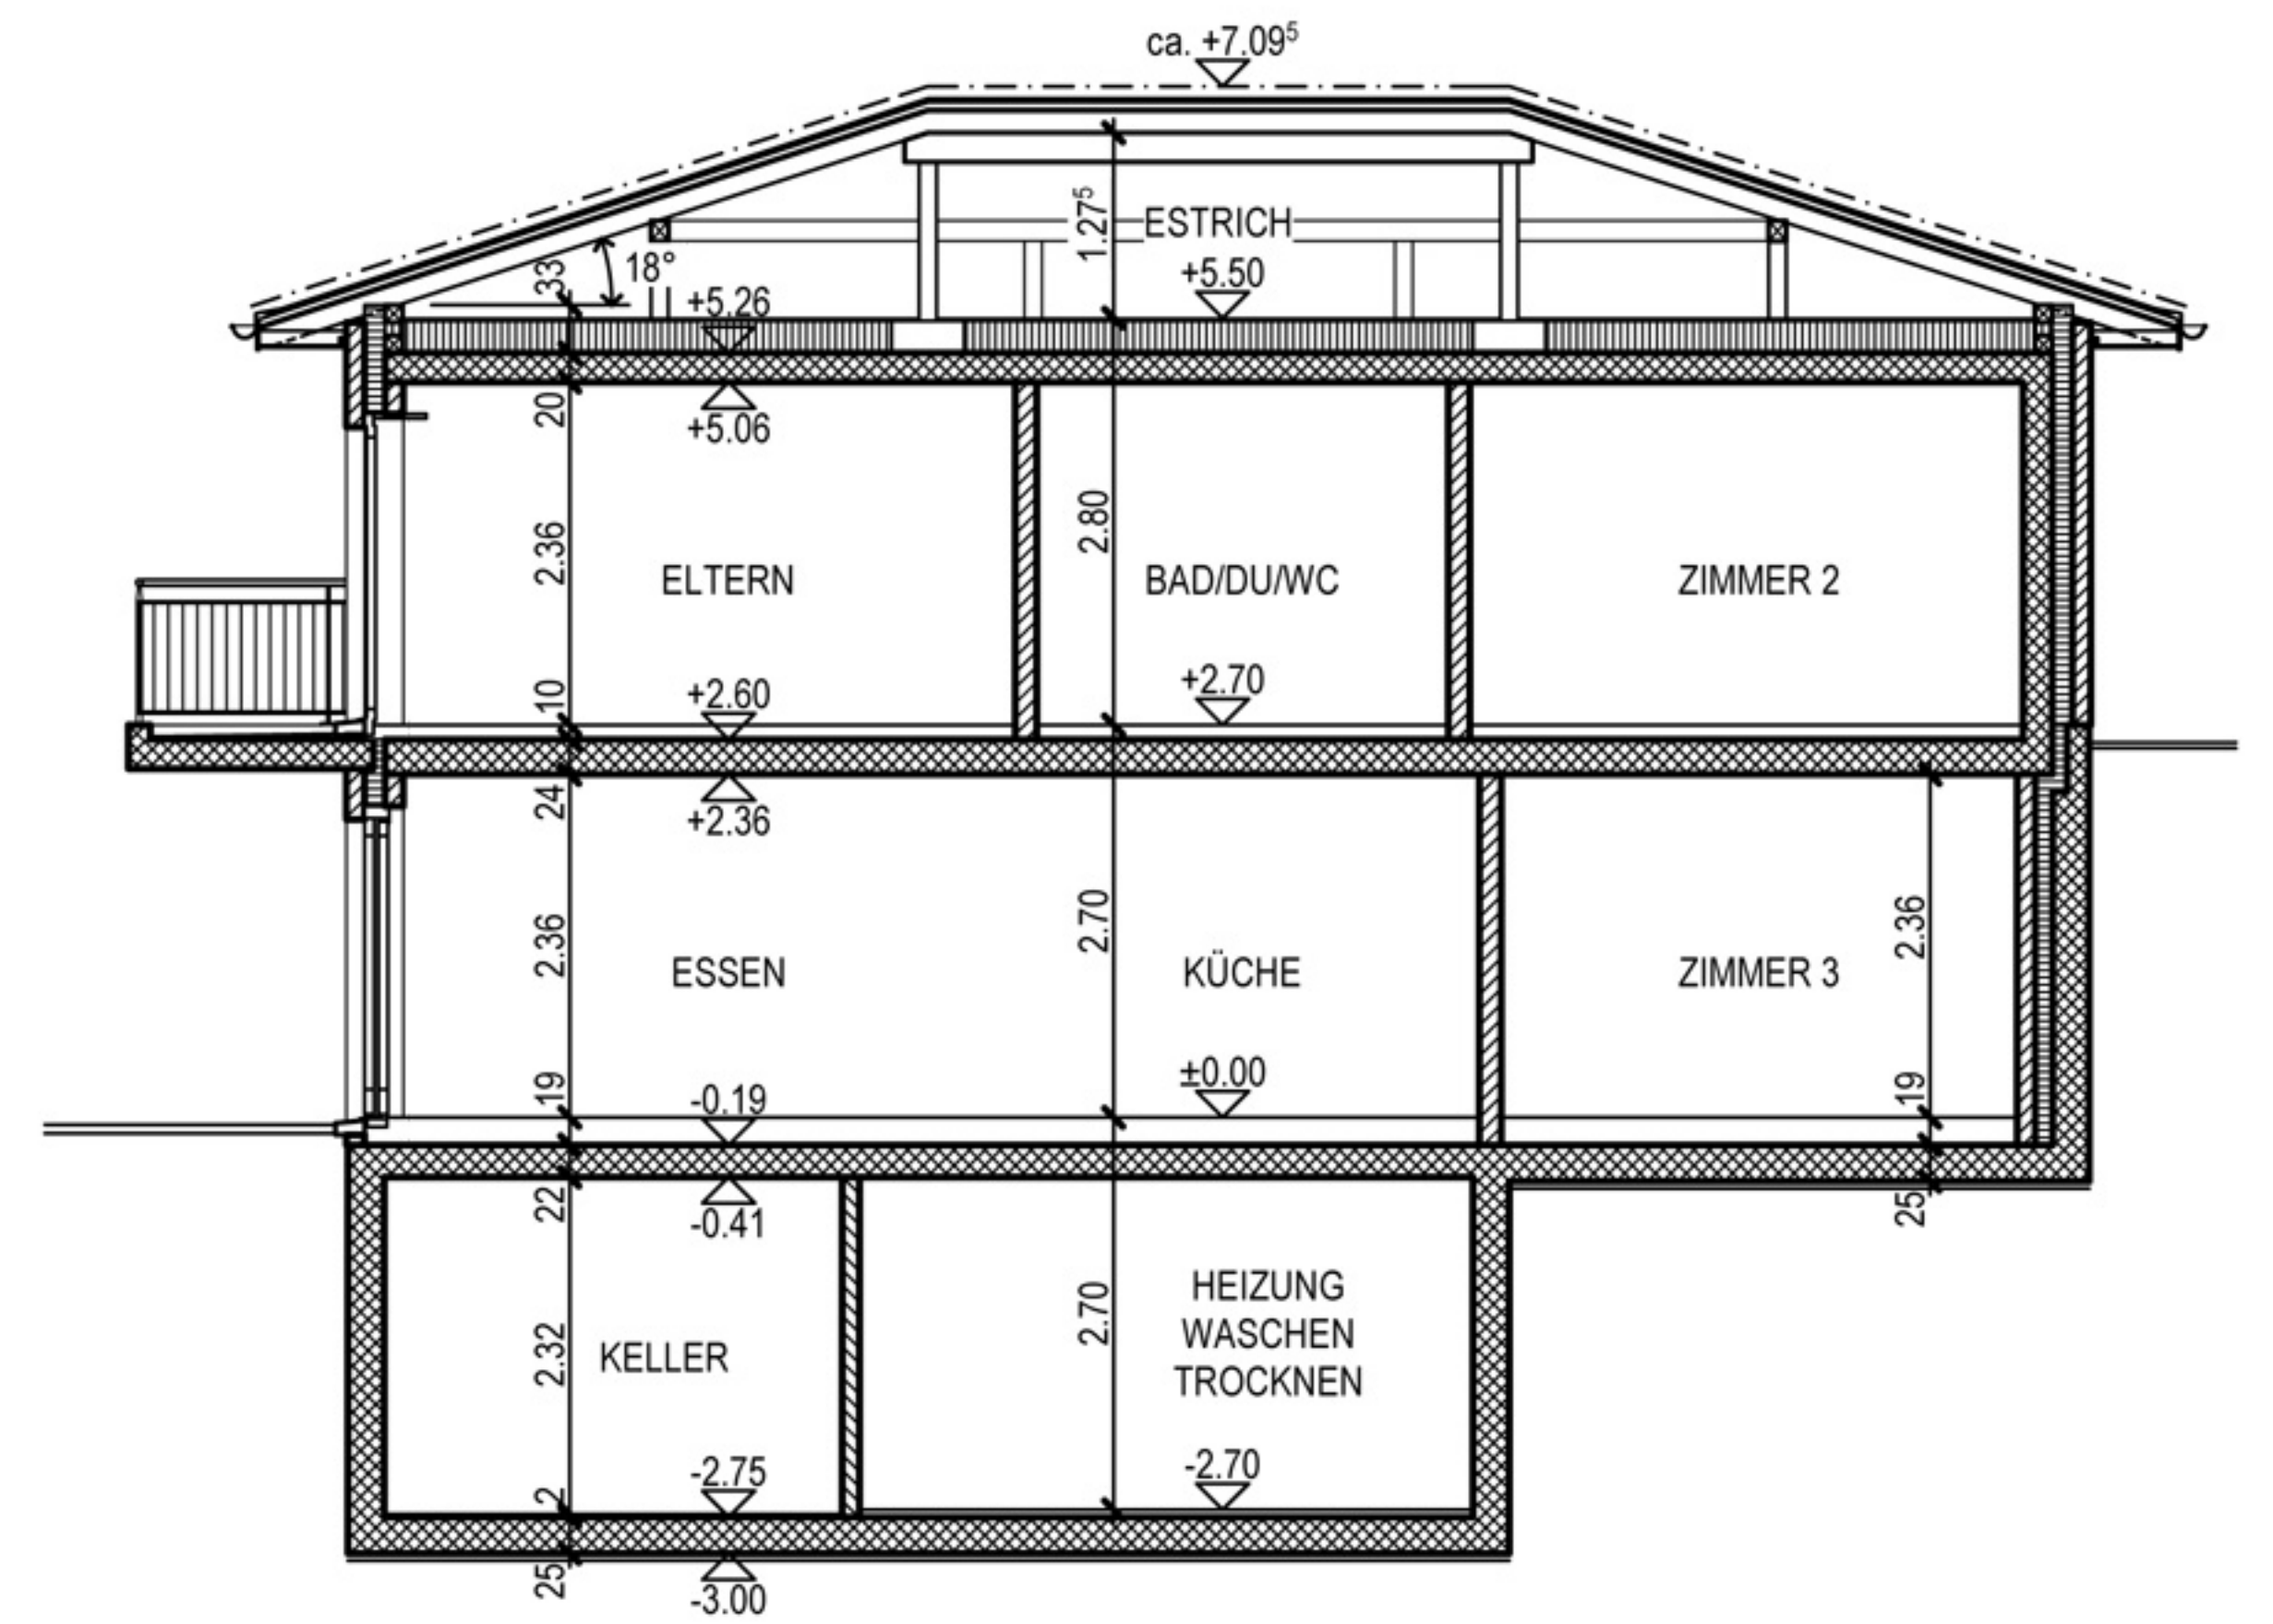 ca. +7.09⁵
1.27⁵
ESTRICH
+5.50
33
18°
+5.26
20
+5.06
2.36
ELTERN
2.80
BAD/DU/WC
ZIMMER 2
10
+2.60
+2.70
24
+2.36
2.36
ESSEN
2.70
KÜCHE
ZIMMER 3
2.36
19
-0.19
±0.00
19
22
-0.41
25
2.32
KELLER
2.70
HEIZUNG
WASCHEN
TROCKNEN
2
-2.75
-2.70
25
-3.00